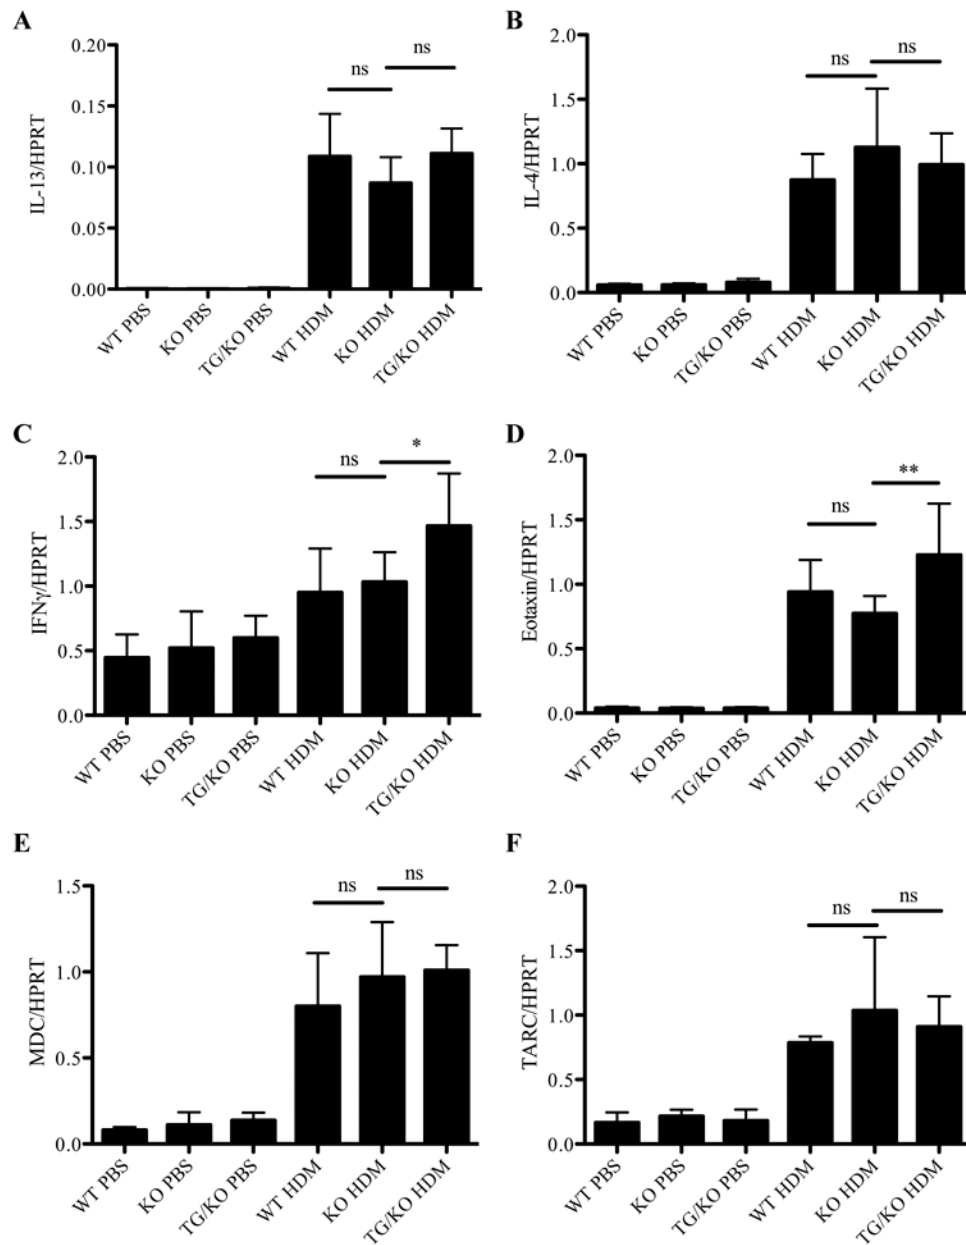 A
IL-13/HPRT
0.20
0.15
0.10
0.05
0.00
ns
ns
WT PBS
KO PBS
TG/KO PBS
WT HDM
KO HDM
TG/KO HDM
B
IL-4/HPRT
2.0
1.5
1.0
0.5
0.0
ns
ns
WT PBS
KO PBS
TG/KO PBS
WT HDM
KO HDM
TG/KO HDM
C
IFNγ/HPRT
2.0
1.5
1.0
0.5
0.0
ns
*
WT PBS
KO PBS
TG/KO PBS
WT HDM
KO HDM
TG/KO HDM
D
Eotaxin/HPRT
2.0
1.5
1.0
0.5
0.0
ns
**
WT PBS
KO PBS
TG/KO PBS
WT HDM
KO HDM
TG/KO HDM
E
MDC/HPRT
1.5
1.0
0.5
0.0
ns
ns
WT PBS
KO PBS
TG/KO PBS
WT HDM
KO HDM
TG/KO HDM
F
TARC/HPRT
2.0
1.5
1.0
0.5
0.0
ns
ns
WT PBS
KO PBS
TG/KO PBS
WT HDM
KO HDM
TG/KO HDM